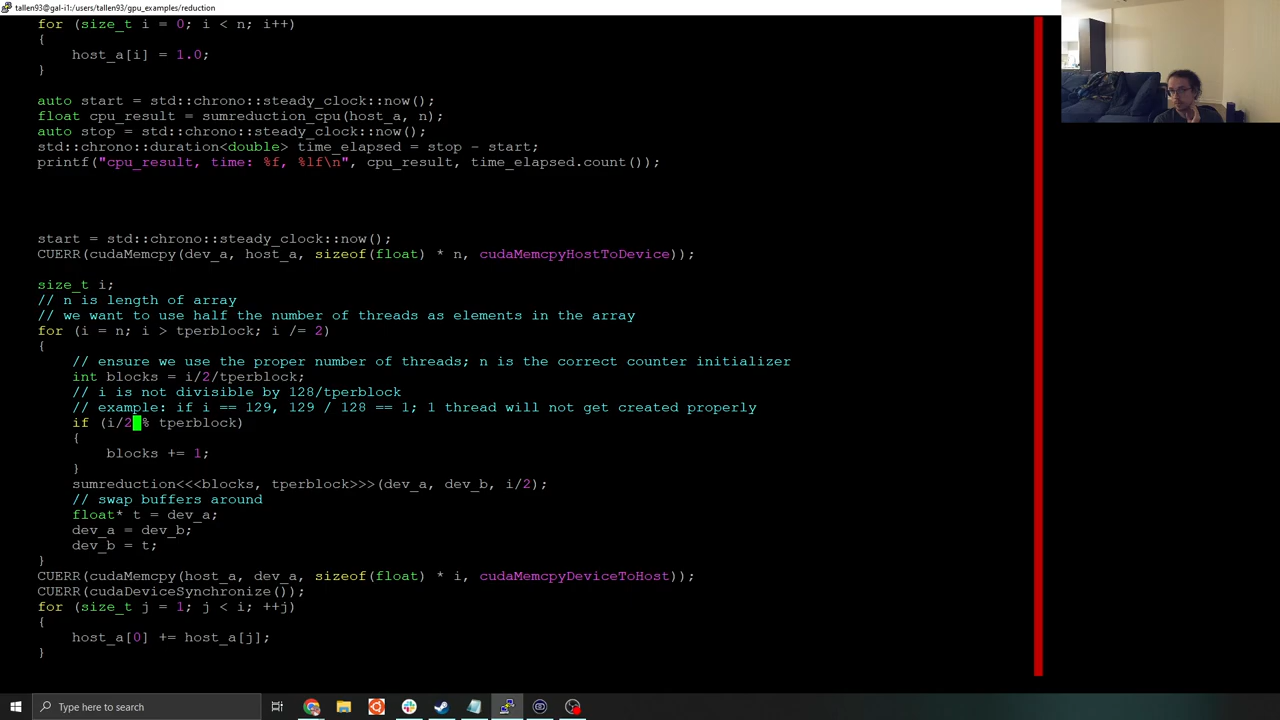 tallen93@gal-i1:/users/tallen93/gpu_examples/reduction
for (size_t i = 0; i < n; i++)
{
host_a[i] = 1.0;
}
auto start = std::chrono::steady_clock::now();
float cpu_result = sumreduction_cpu(host_a, n);
auto stop = std::chrono::steady_clock::now();
std::chrono::duration<double> time_elapsed = stop - start;
printf("cpu_result, time: %f, %lf\n", cpu_result, time_elapsed.count());
start = std::chrono::steady_clock::now();
CUERR(cudaMemcpy(dev_a, host_a, sizeof(float) * n, cudaMemcpyHostToDevice));
size_t i;
// n is length of array
// we want to use half the number of threads as elements in the array
for (i = n; i > tperblock; i /= 2)
{
// ensure we use the proper number of threads; n is the correct counter initializer
int blocks = i/2/tperblock;
// i is not divisible by 128/tperblock
// example: if i == 129, 129 / 128 == 1; 1 thread will not get created properly
if (i/2 % tperblock)
{
blocks += 1;
}
sumreduction<<<blocks, tperblock>>>(dev_a, dev_b, i/2);
// swap buffers around
float* t = dev_a;
dev_a = dev_b;
dev_b = t;
}
CUERR(cudaMemcpy(host_a, dev_a, sizeof(float) * i, cudaMemcpyDeviceToHost));
CUERR(cudaDeviceSynchronize());
for (size_t j = 1; j < i; ++j)
{
host_a[0] += host_a[j];
}
Type here to search